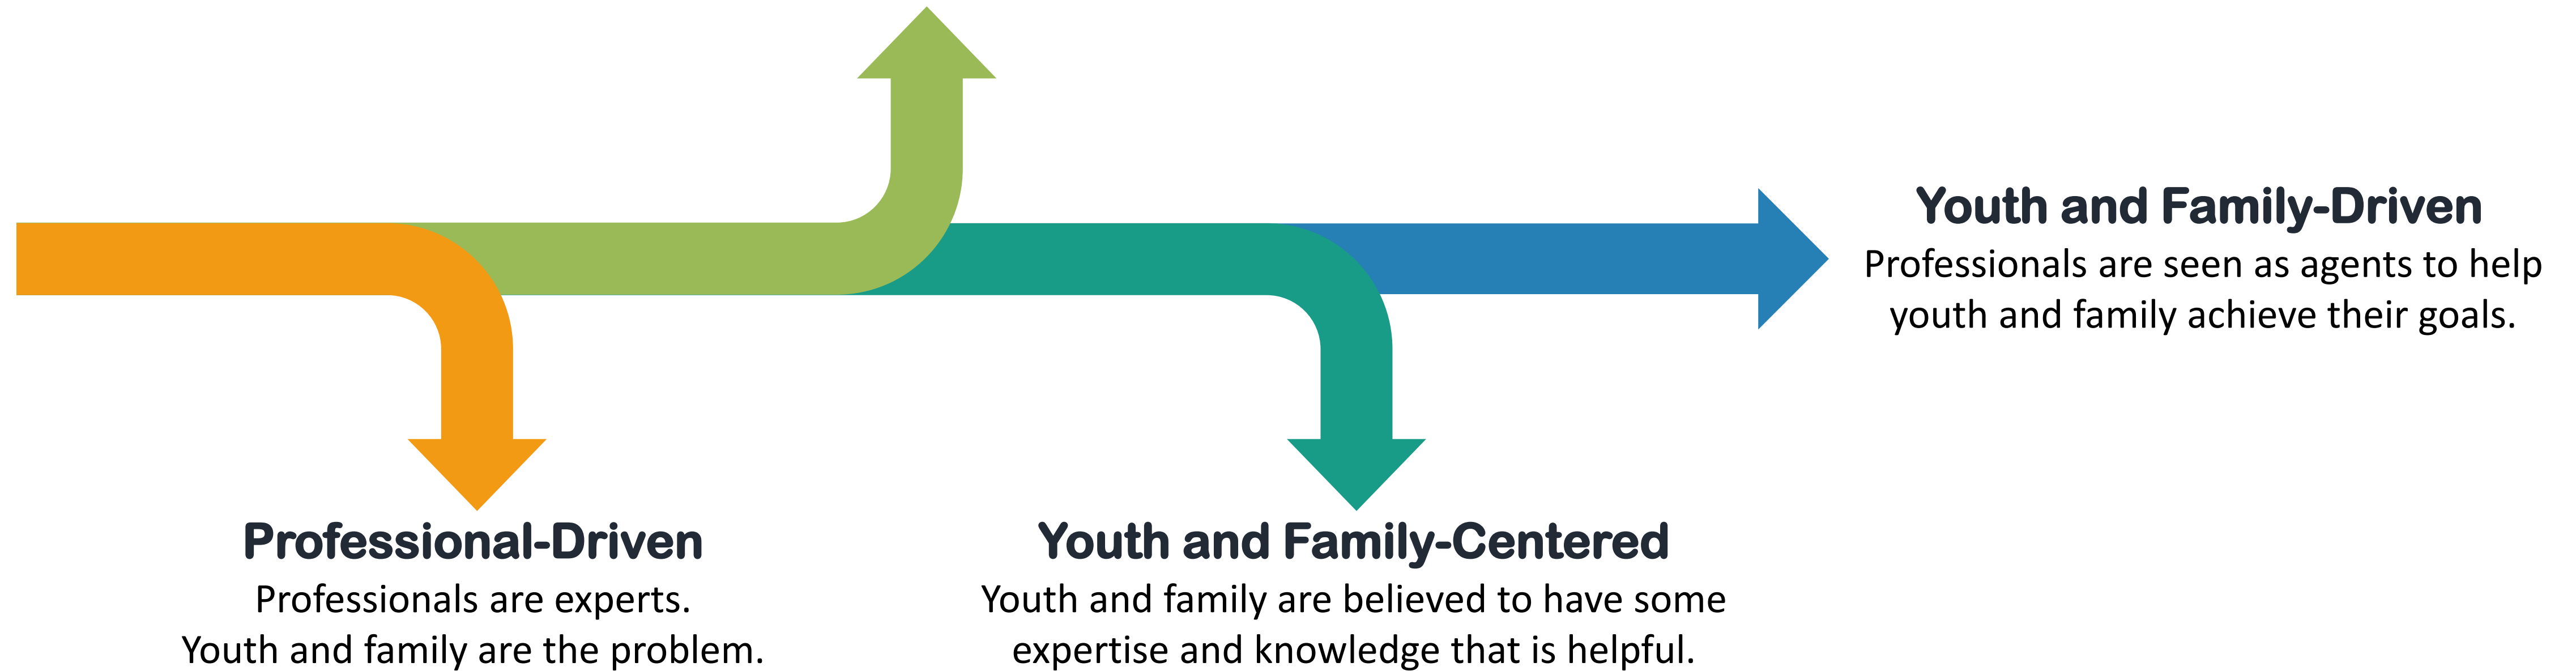 Youth and Family-Driven
Professionals are seen as agents to help
youth and family achieve their goals.
Professional-Driven
Professionals are experts.
Youth and family are the problem.
Youth and Family-Centered
Youth and family are believed to have some
expertise and knowledge that is helpful.